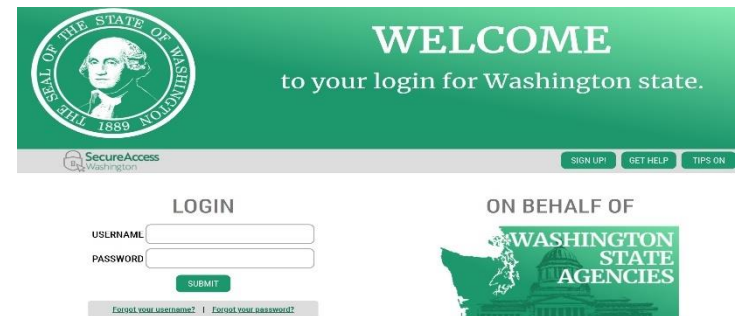 THE SEAL OF THE STATE OF WASHINGTON
1889
WELCOME
to your login for Washington state.
SecureAccess
Washington
SIGN UP! GET HELP TIPS ON
LOGIN
ON BEHALF OF
USERNAME
PASSWORD
SUBMIT
Forgot your username? | Forgot your password?
WASHINGTON
STATE
AGENCIES